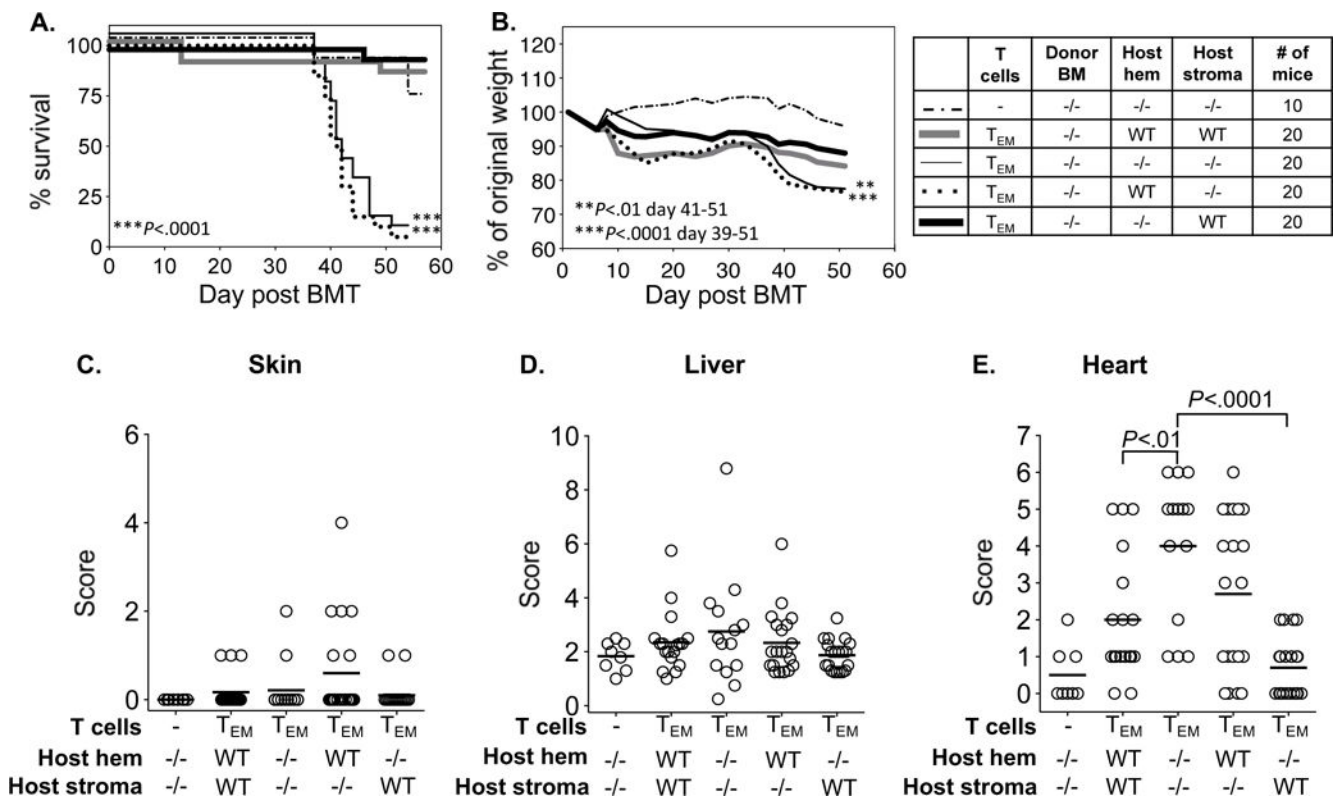 A.
% survival
100
75
50
25
0
***P<.0001
***
***
0 10 20 30 40 50 60
Day post BMT
B.
% of original weight
120
110
100
90
80
70
60
**P<.01 day 41-51
***P<.0001 day 39-51
**
***
0 10 20 30 40 50 60
Day post BMT
T cells Donor BM Host hem Host stroma # of mice
- -/- -/- -/- 10
TEM -/- WT WT 20
TEM -/- -/- -/- 20
TEM -/- WT -/- 20
TEM -/- -/- WT 20
C. Skin
Score
6
4
2
0
T cells - TEM TEM TEM TEM
Host hem -/- WT -/- WT -/-
Host stroma -/- WT -/- -/- WT
D. Liver
Score
10
8
6
4
2
0
- TEM TEM TEM TEM
-/- WT -/- WT -/-
-/- WT -/- -/- WT
E. Heart
P<.0001
P<.01
Score
7
6
5
4
3
2
1
0
T cells - TEM TEM TEM TEM
Host hem -/- WT -/- WT -/-
Host stroma -/- WT -/- -/- WT